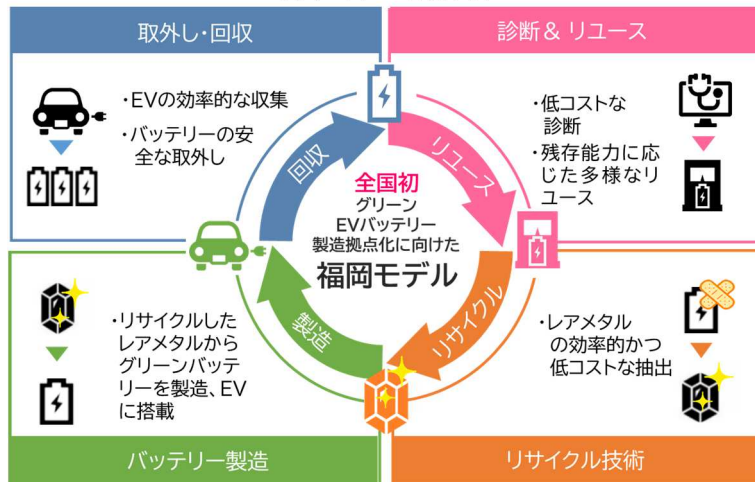 取外し・回収
診断& リユース
・EVの効率的な収集
・バッテリーの安
全な取外し
・低コストな
診断
・残存能力に応
じた多様なリ
ユース
回収
リユース
全国初
グリーン
EVバッテリー
製造拠点化に向けた
福岡モデル
製造
リサイクル
・リサイクルした
レアメタルから
グリーンバッテ
リーを製造、EV
に搭載
・レアメタル
の効率的かつ
低コストな抽出
バッテリー製造
リサイクル技術